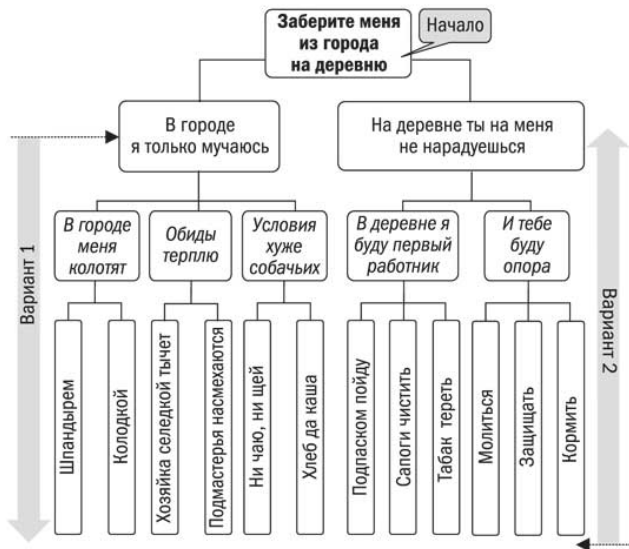 Заберите меня
из города
на деревню
Начало
В городе
я только мучаюсь
На деревне ты на меня
не нарадуешься
В городе
меня
колотят
Обиды
терплю
Условия
хуже
собачьих
В деревне я
буду первый
работник
И тебе
буду
опора
Шпандырем
Колодкой
Хозяйка селедкой тычет
Подмастерья насмехаются
Ни чаю, ни щей
Хлеб да каша
Подпаском пойду
Сапоги чистить
Табак тереть
Молиться
Защищать
Кормить
Вариант 1
Вариант 2